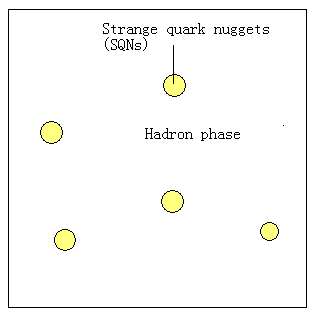 Strange quark nuggets
(SQNs)
Hadron phase